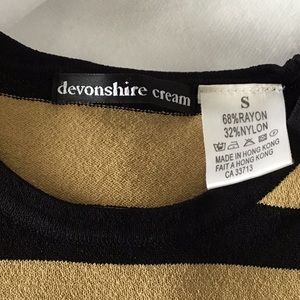 devonshire cream
S
68%RAYON
32%NYLON
MADE IN HONG KONG
FAIT A HONG KONG
CA 33713